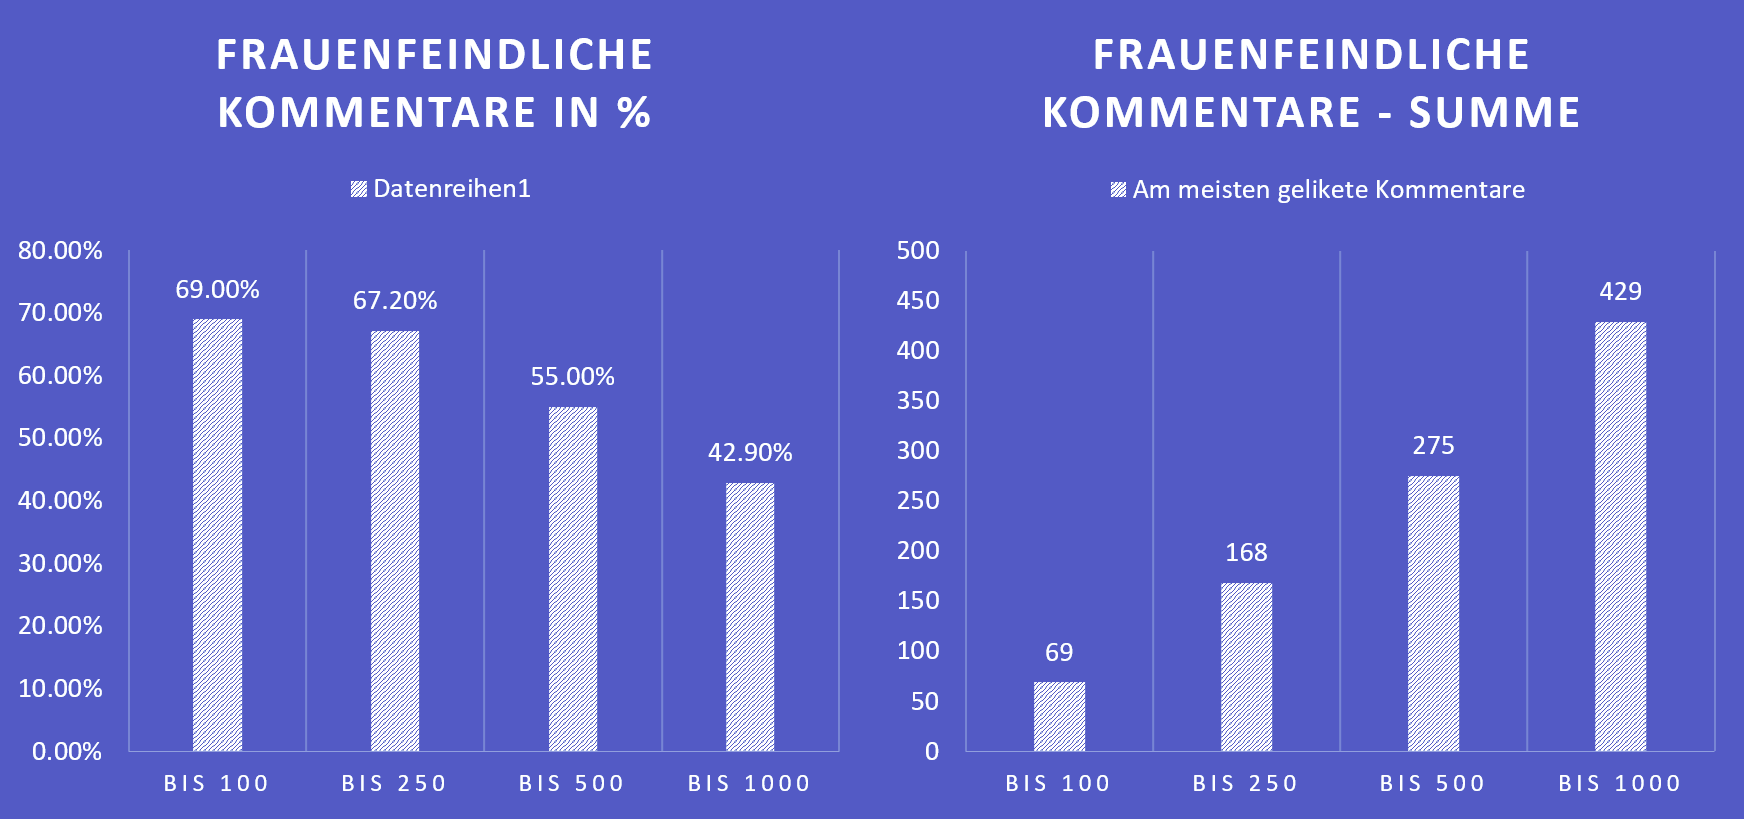 FRAUENFEINDLICHE
KOMMENTARE IN %
Datenreihen1
80.00%
70.00%
60.00%
50.00%
40.00%
30.00%
20.00%
10.00%
0.00%
69.00%
67.20%
55.00%
42.90%
BIS 100
BIS 250
BIS 500
BIS 1000
FRAUENFEINDLICHE
KOMMENTARE - SUMME
Am meisten gelikete Kommentare
500
450
400
350
300
250
200
150
100
50
0
69
168
275
429
BIS 100
BIS 250
BIS 500
BIS 1000